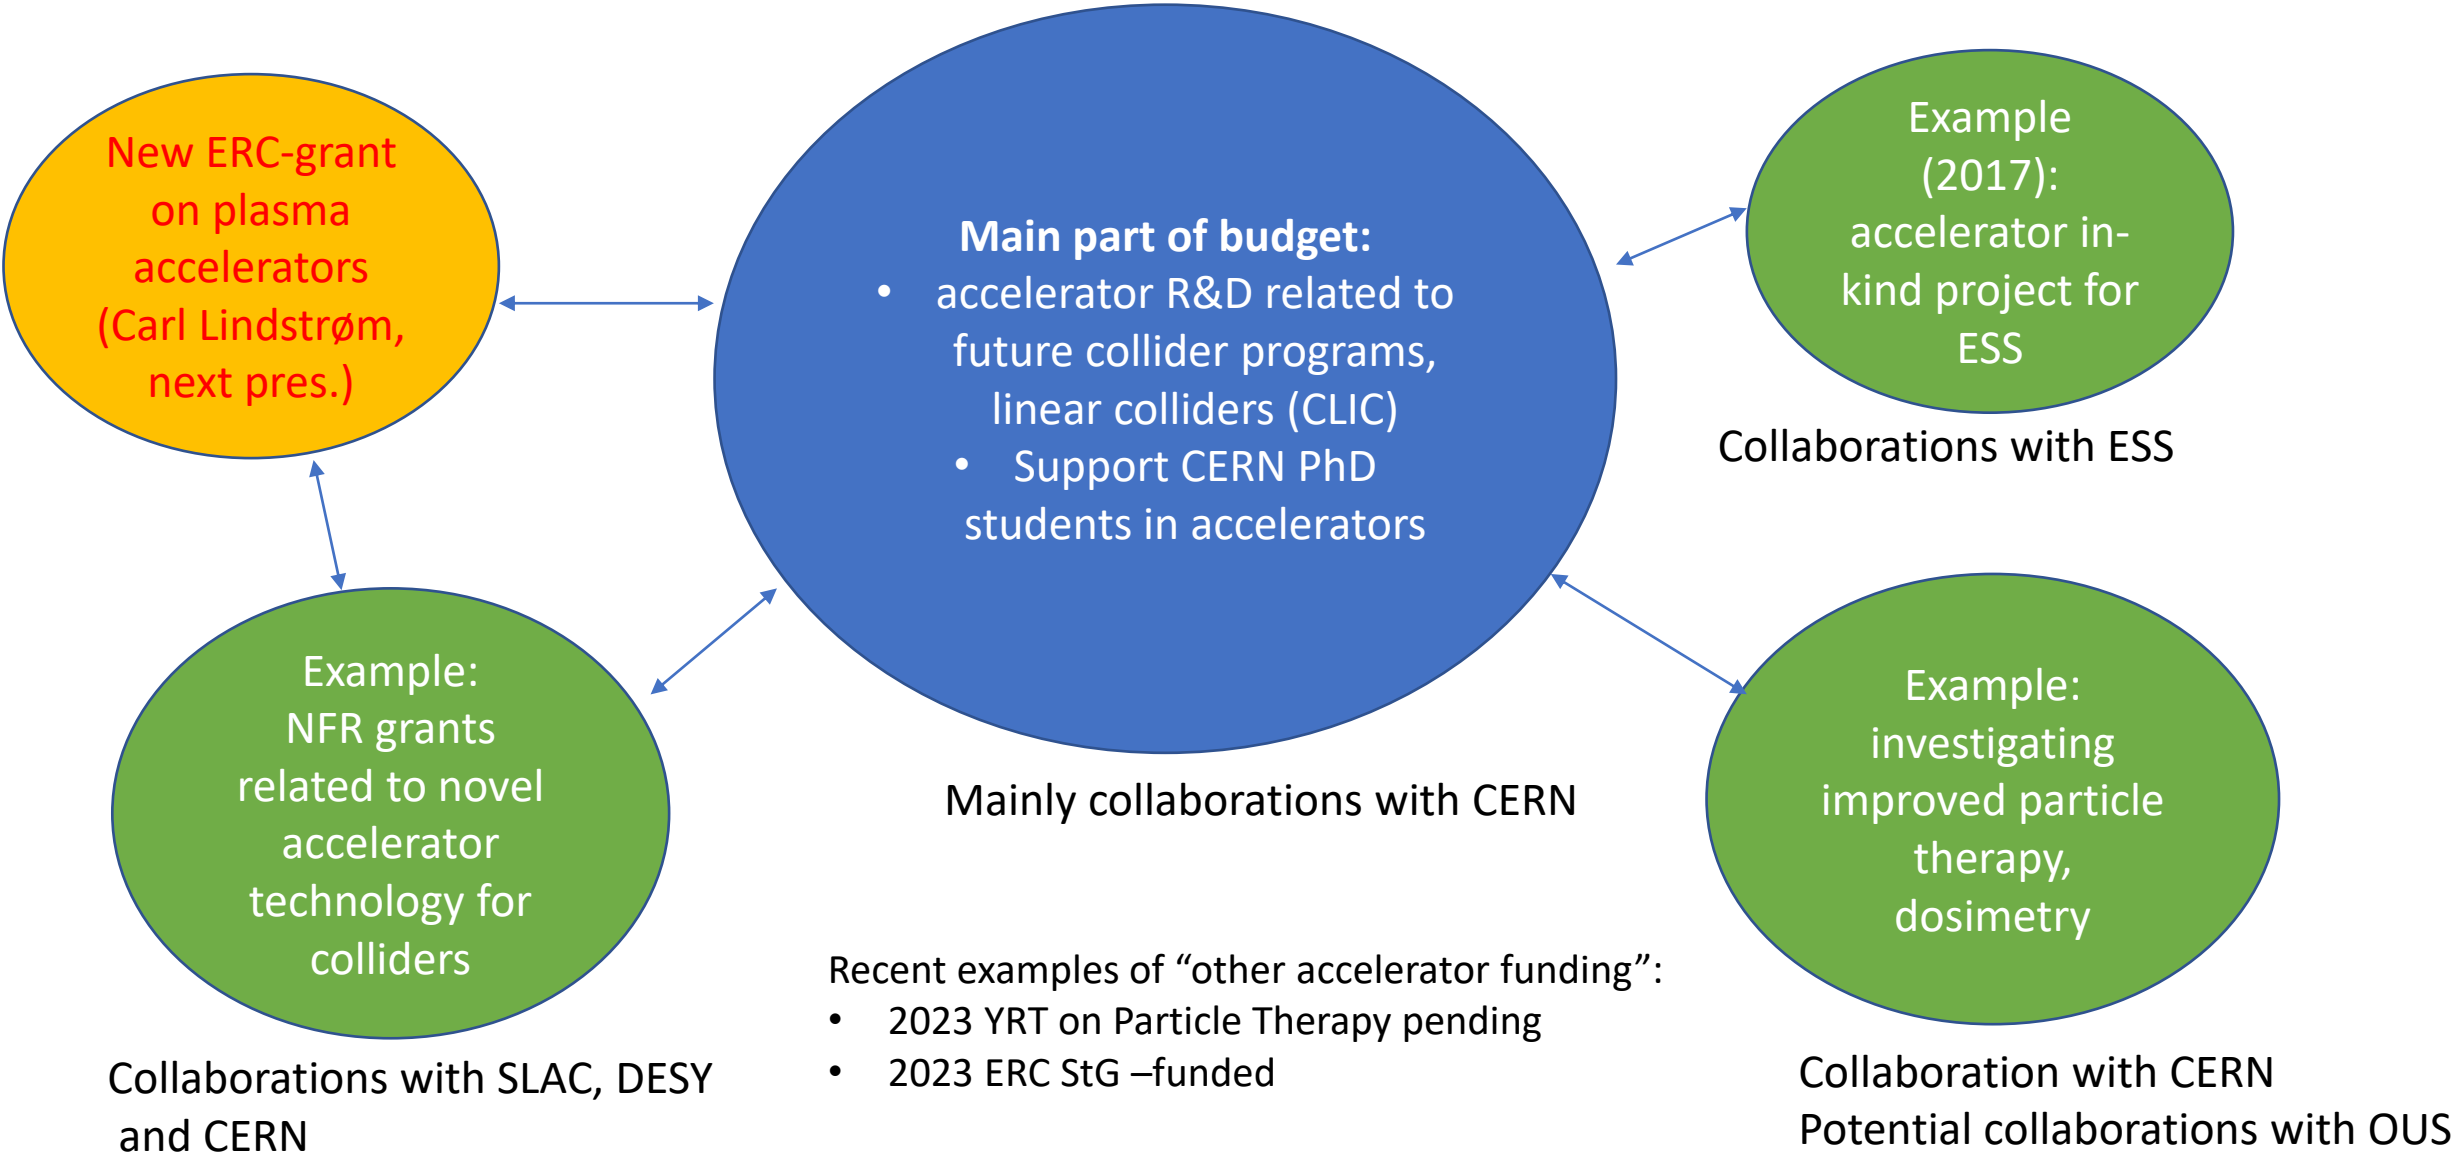 New ERC-grant
on plasma
accelerators
(Carl Lindstrøm,
next pres.)
Main part of budget:
• accelerator R&D related to
future collider programs,
linear colliders (CLIC)
• Support CERN PhD
students in accelerators
Example
(2017):
accelerator in-
kind project for
ESS
Collaborations with ESS
Example:
NFR grants
related to novel
accelerator
technology for
colliders
Collaborations with SLAC, DESY
and CERN
Mainly collaborations with CERN
Recent examples of “other accelerator funding”:
• 2023 YRT on Particle Therapy pending
• 2023 ERC StG –funded
Example:
investigating
improved particle
therapy,
dosimetry
Collaboration with CERN
Potential collaborations with OUS